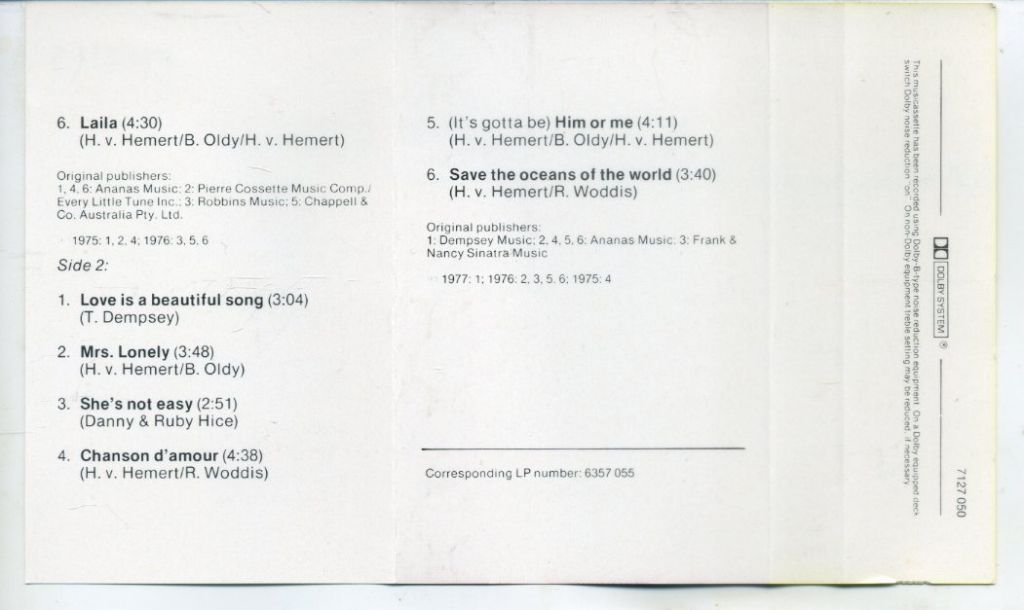 6. Laila (4:30)
(H. v. Hemert/B. Oldy/H. v. Hemert)
Original publishers:
1, 4, 6: Ananas Music; 2: Pierre Cossette Music Comp./
Every Little Tune Inc.; 3: Robbins Music; 5: Chappell &
Co. Australia Pty. Ltd.
1975: 1, 2, 4; 1976: 3, 5, 6
Side 2:
1. Love is a beautiful song (3:04)
(T. Dempsey)
2. Mrs. Lonely (3:48)
(H. v. Hemert/B. Oldy)
3. She's not easy (2:51)
(Danny & Ruby Hice)
4. Chanson d'amour (4:38)
(H. v. Hemert/R. Woddis)
5. (It's gotta be) Him or me (4:11)
(H. v. Hemert/B. Oldy/H. v. Hemert)
6. Save the oceans of the world (3:40)
(H. v. Hemert/R. Woddis)
Original publishers:
1: Dempsey Music; 2, 4, 5, 6: Ananas Music; 3: Frank &
Nancy Sinatra Music
1977: 1; 1976: 2, 3, 5, 6; 1975: 4
Corresponding LP number: 6357 055
This musicassette has been recorded using Dolby-B-type noise reduction equipment. On a Dolby equipped deck
switch Dolby noise reduction "on". On non-Dolby equipment treble setting may be reduced, if necessary.
DOLBY SYSTEM ®
7127 050